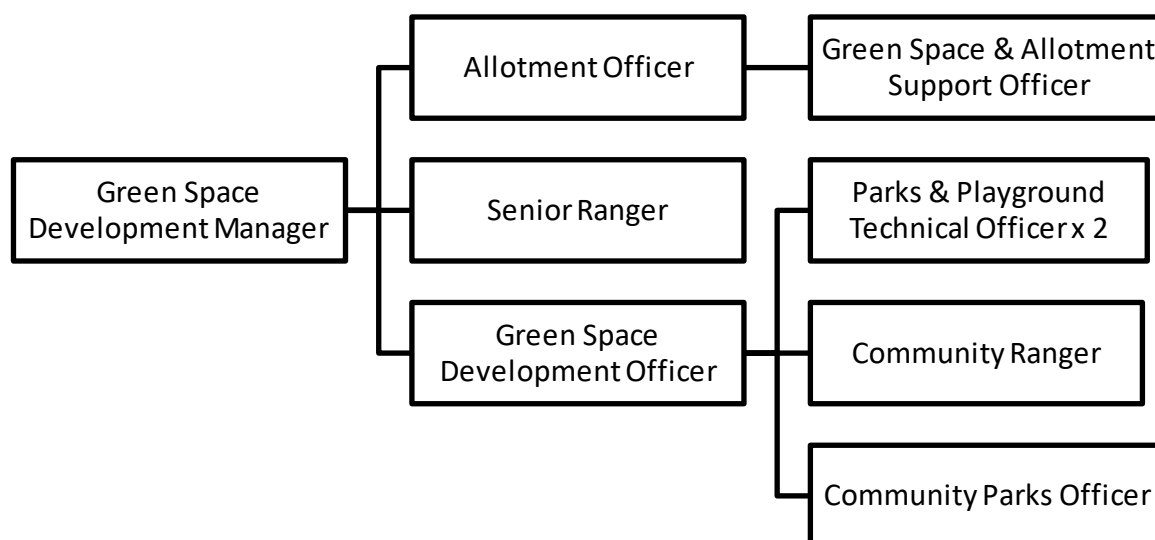 Allotment Officer
Green Space & Allotment
Support Officer
Green Space
Development Manager
Senior Ranger
Parks & Playground
Technical Officer x 2
Green Space
Development Officer
Community Ranger
Community Parks Officer